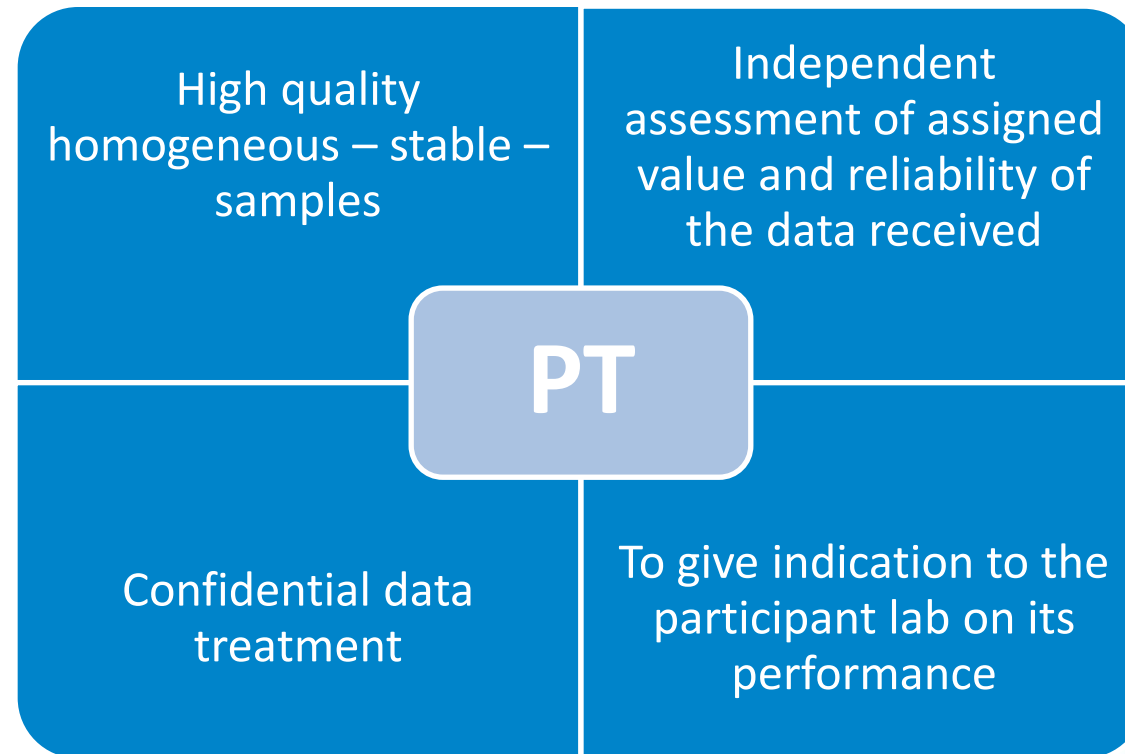 High quality
homogeneous – stable –
samples
Independent
assessment of assigned
value and reliability of
the data received
PT
Confidential data
treatment
To give indication to the
participant lab on its
performance